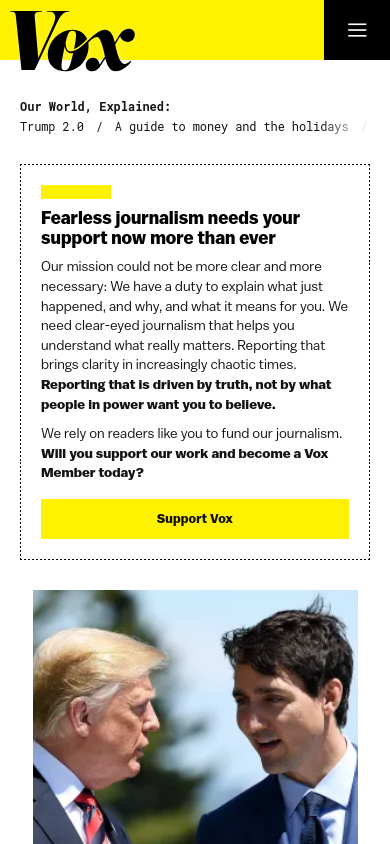 Vox
Our World, Explained:
Trump 2.0 / A guide to money and the holidays /
Fearless journalism needs your
support now more than ever
Our mission could not be more clear and more
necessary: We have a duty to explain what just
happened, and why, and what it means for you. We
need clear-eyed journalism that helps you
understand what really matters. Reporting that
brings clarity in increasingly chaotic times.
Reporting that is driven by truth, not by what
people in power want you to believe.
We rely on readers like you to fund our journalism.
Will you support our work and become a Vox
Member today?
Support Vox